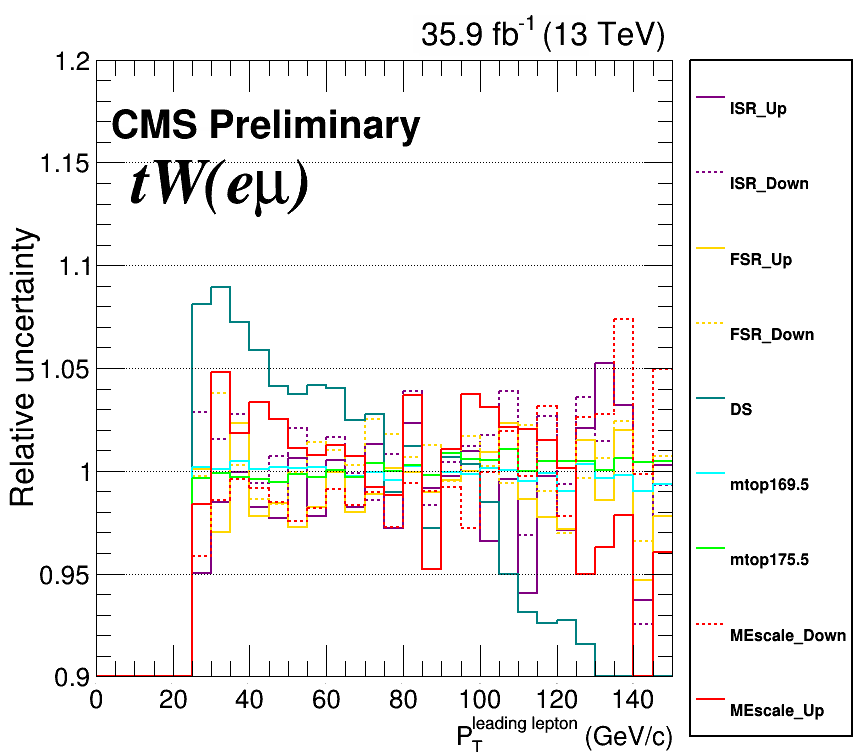 35.9 fb-1 (13 TeV)
1.2
CMS Preliminary
tW(eμ)
1.15
1.1
1.05
1
0.95
0.9
Relative uncertainty
0 20 40 60 80 100 120 140
PTleading lepton (GeV/c)
ISR_Up
ISR_Down
FSR_Up
FSR_Down
DS
mtop169.5
mtop175.5
MEscale_Down
MEscale_Up